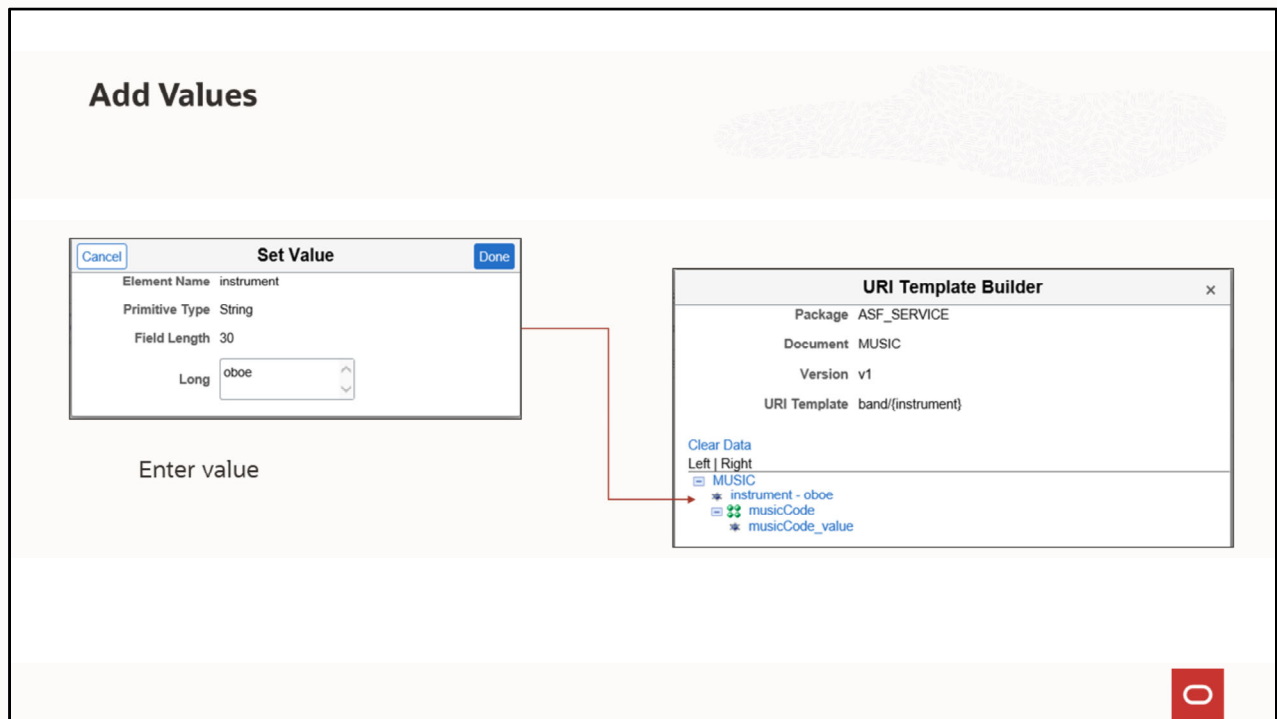 Add Values
Cancel Set Value Done
Element Name instrument
Primitive Type String
Field Length 30
Long oboe
Enter value
URI Template Builder ×
Package ASF_SERVICE
Document MUSIC
Version v1
URI Template band/{instrument}
Clear Data
Left | Right
MUSIC
instrument - oboe
musicCode
musicCode_value